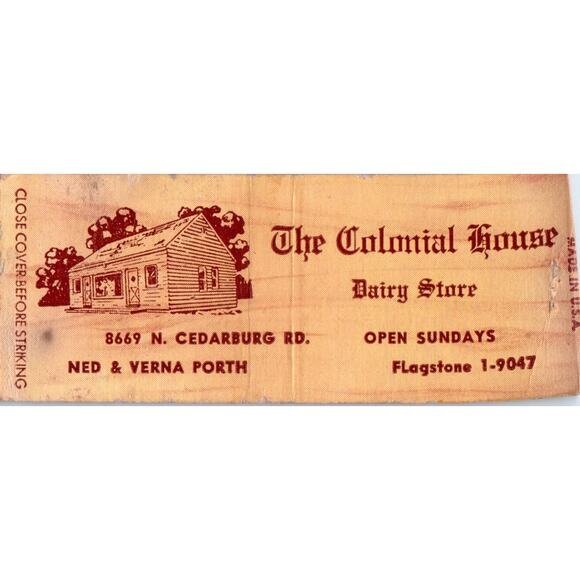 CLOSE COVER BEFORE STRIKING
The Colonial House
Dairy Store
8669 N. CEDARBURG RD.
OPEN SUNDAYS
NED & VERNA PORTH
FLagstone 1-9047
MADE IN U.S.A.